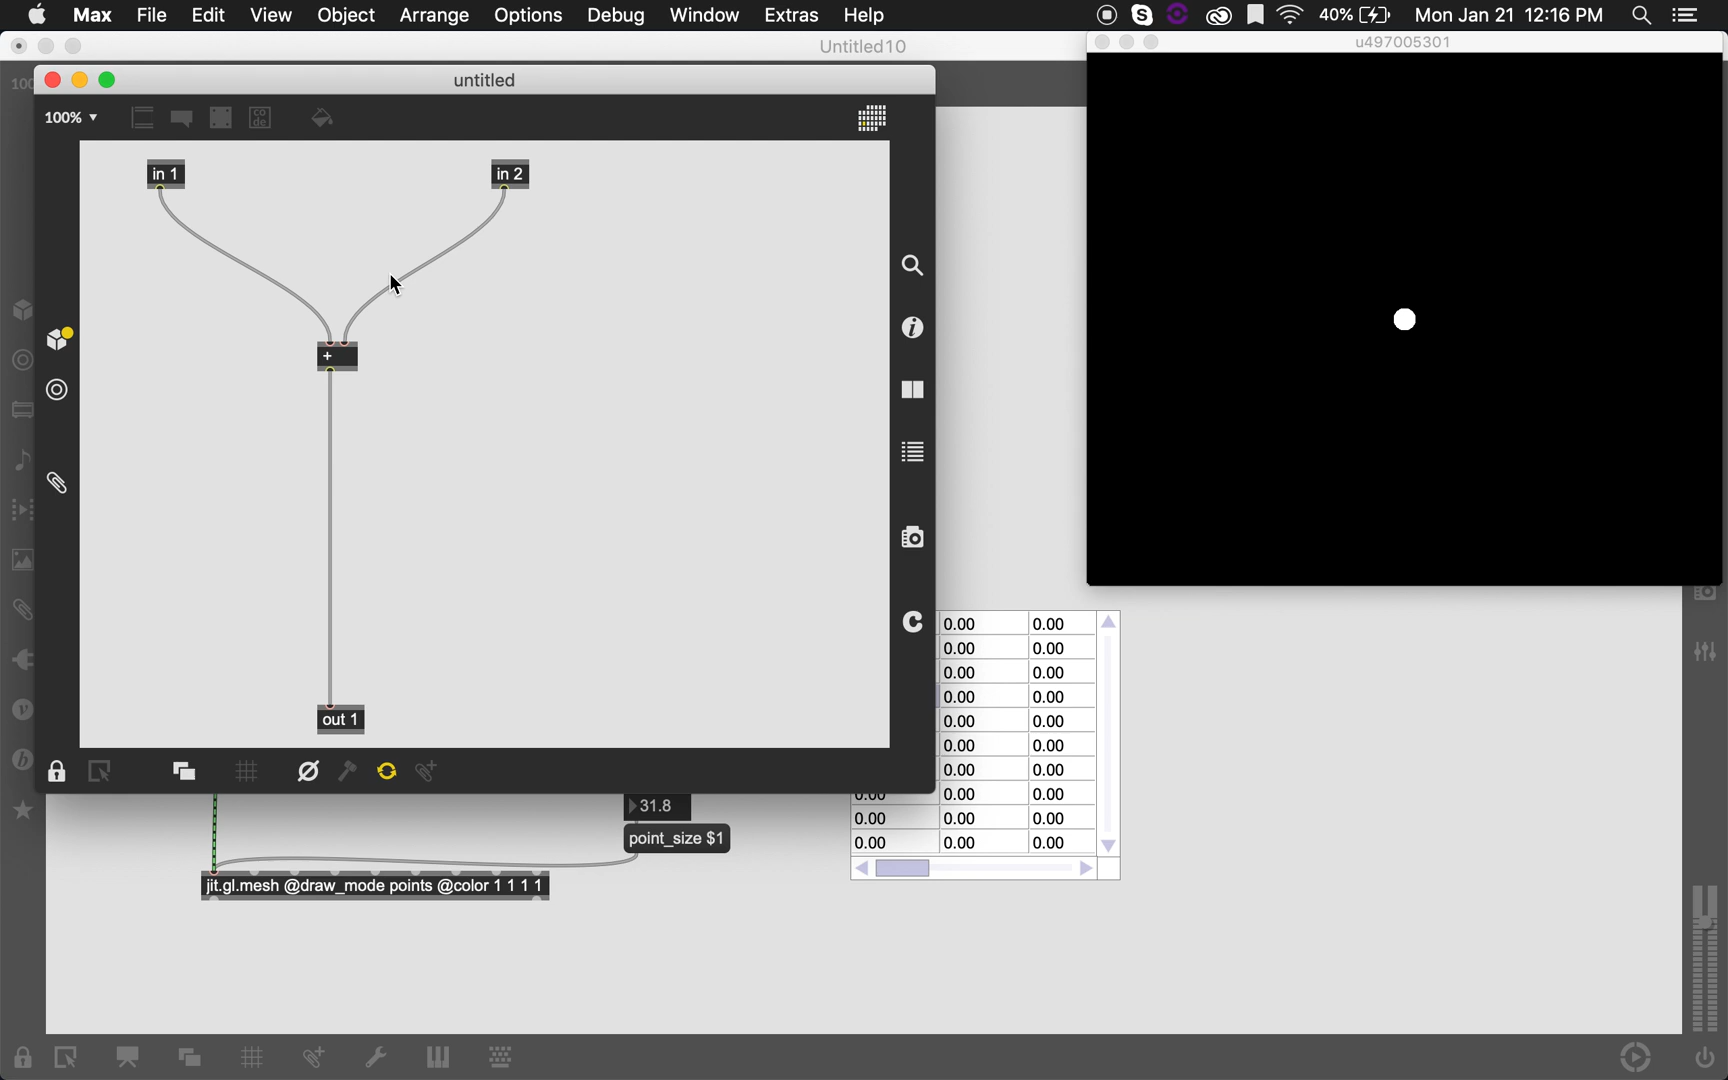 Max File Edit View Object Arrange Options Debug Window Extras Help 40% Mon Jan 21 12:16 PM
Untitled10
u497005301
untitled
100%
in 1
in 2
+
out 1
0.00 0.00
0.00 0.00
0.00 0.00
0.00 0.00
0.00 0.00
0.00 0.00
0.00 0.00
0.00 0.00 0.00
0.00 0.00 0.00
0.00 0.00 0.00
31.8
point_size $1
jit.gl.mesh @draw_mode points @color 1 1 1 1